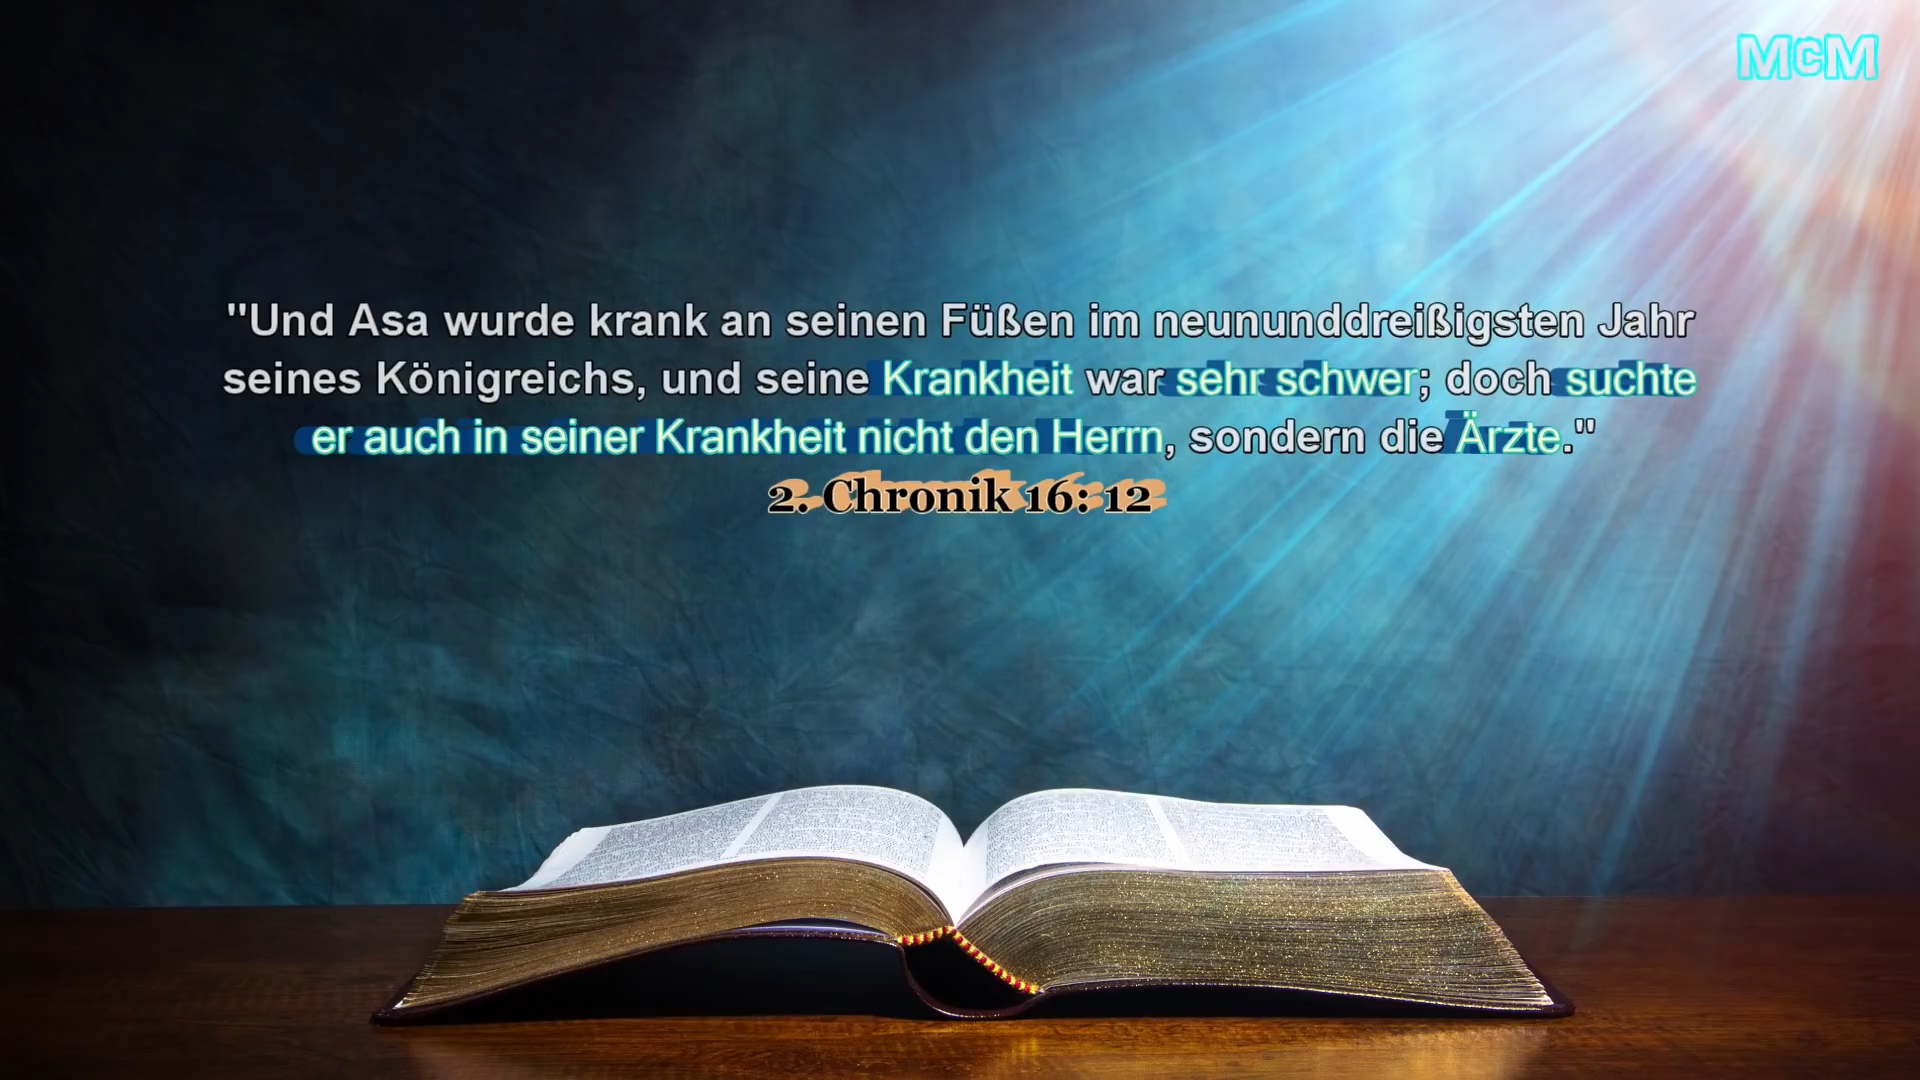 McM
"Und Asa wurde krank an seinen Füßen im neununddreißigsten Jahr
seines Königreichs, und seine Krankheit war sehr schwer; doch suchte
er auch in seiner Krankheit nicht den Herrn, sondern die Ärzte."
2. Chronik 16:12